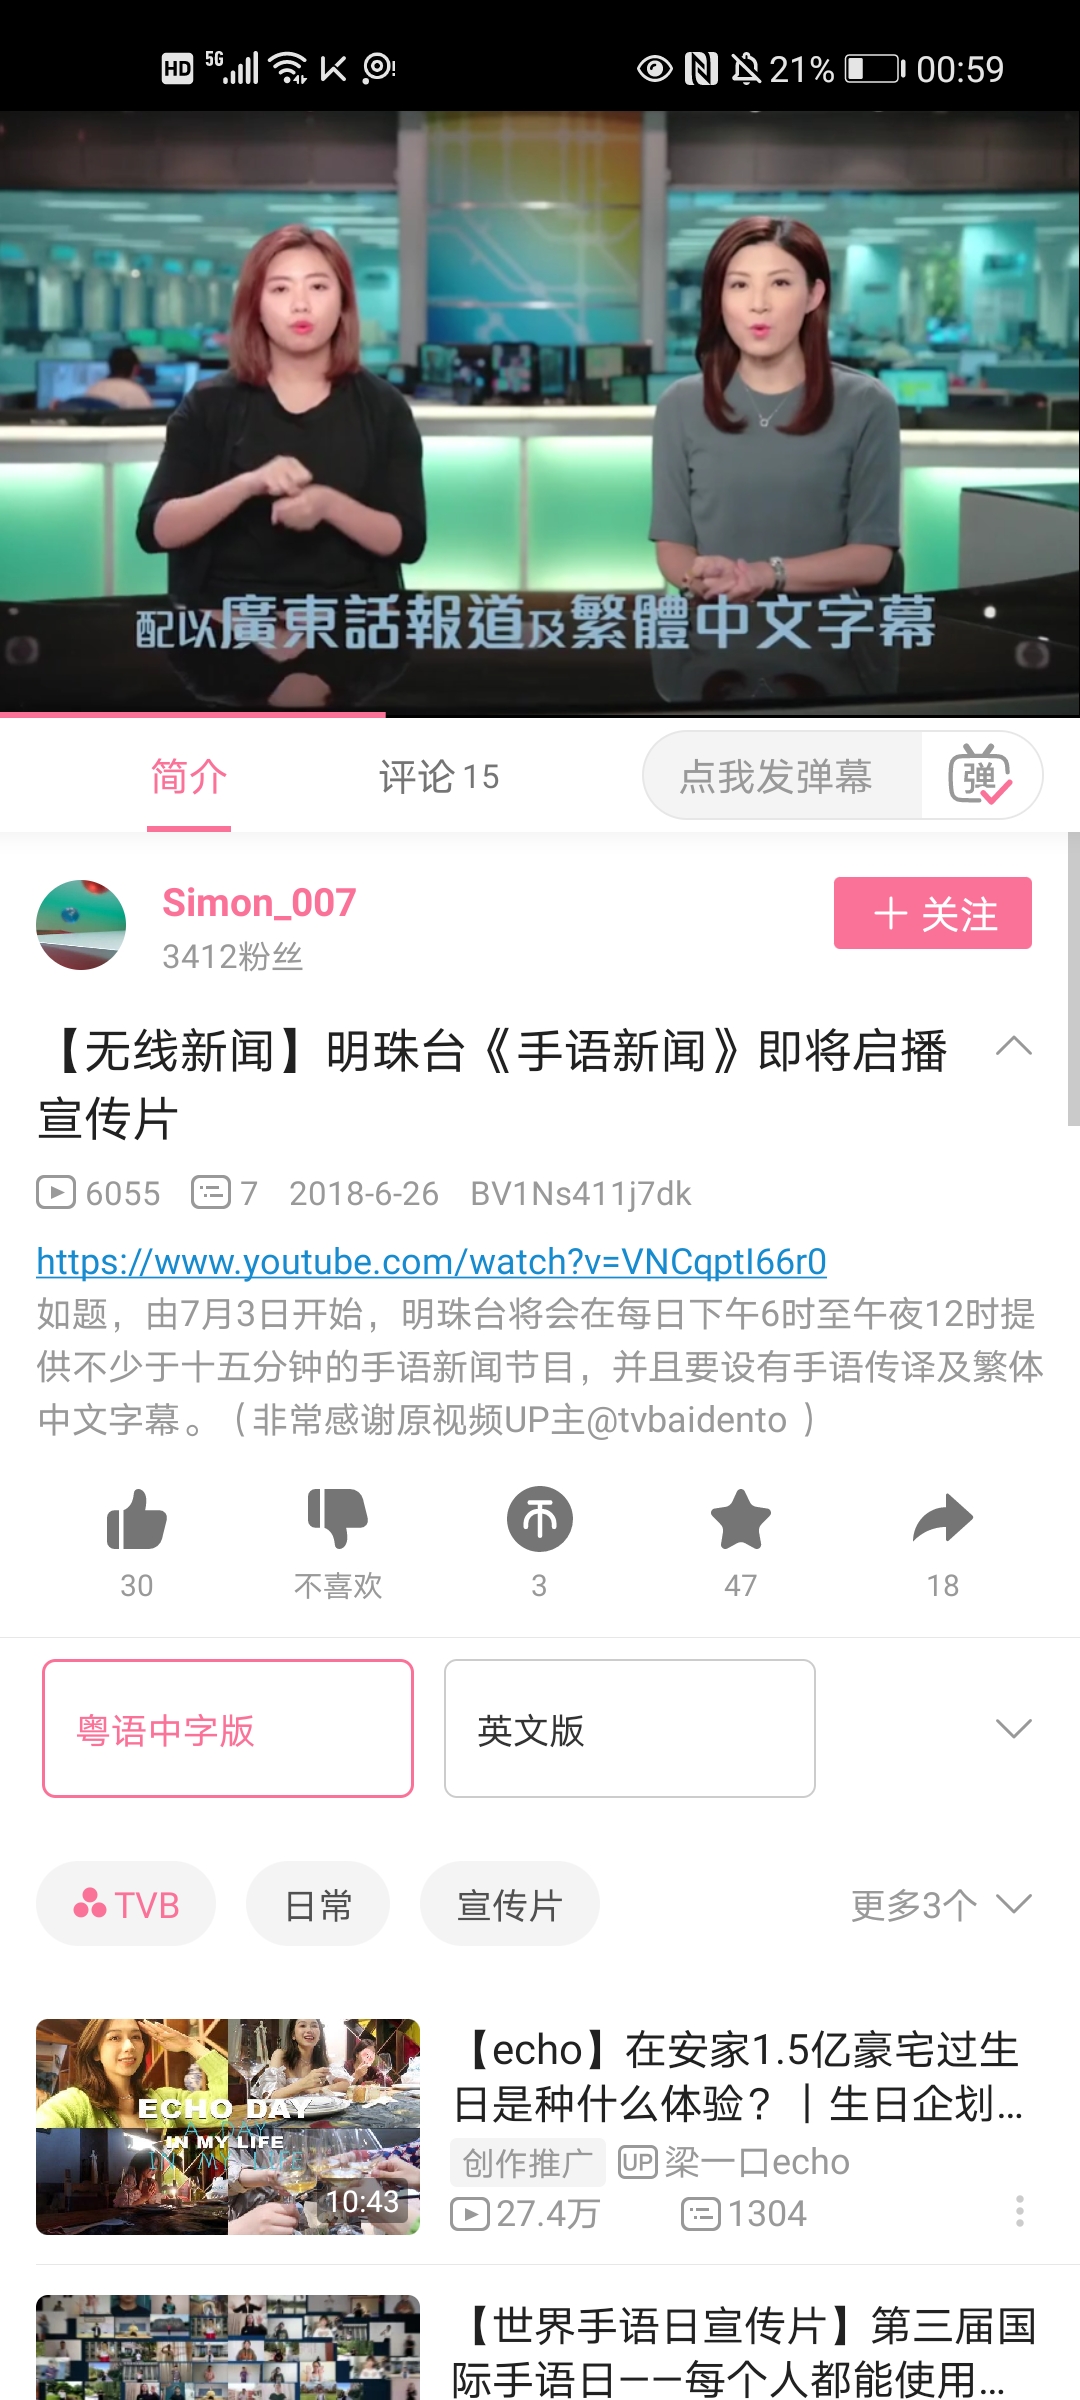 HD 5G 21% 00:59
配以廣東話報道及繁體中文字幕
简介 评论 15 点我发弹幕 弹
Simon_007
+ 关注
3412粉丝
【无线新闻】明珠台《手语新闻》即将启播
宣传片
6055 7 2018-6-26 BV1Ns411j7dk
https://www.youtube.com/watch?v=VNCqptI66r0
如题，由7月3日开始，明珠台将会在每日下午6时至午夜12时提
供不少于十五分钟的手语新闻节目，并且要设有手语传译及繁体
中文字幕。（非常感谢原视频UP主@tvbaidento ）
30 不喜欢 3 47 18
粤语中字版 英文版
TVB 日常 宣传片 更多3个
ECHO DAY
A DAY
IN MY LIFE
IN MY LIFE
10:43
【echo】在安家1.5亿豪宅过生
日是种什么体验？｜生日企划...
创作推广 UP 梁一口echo
27.4万 1304
【世界手语日宣传片】第三届国
际手语日——每个人都能使用...